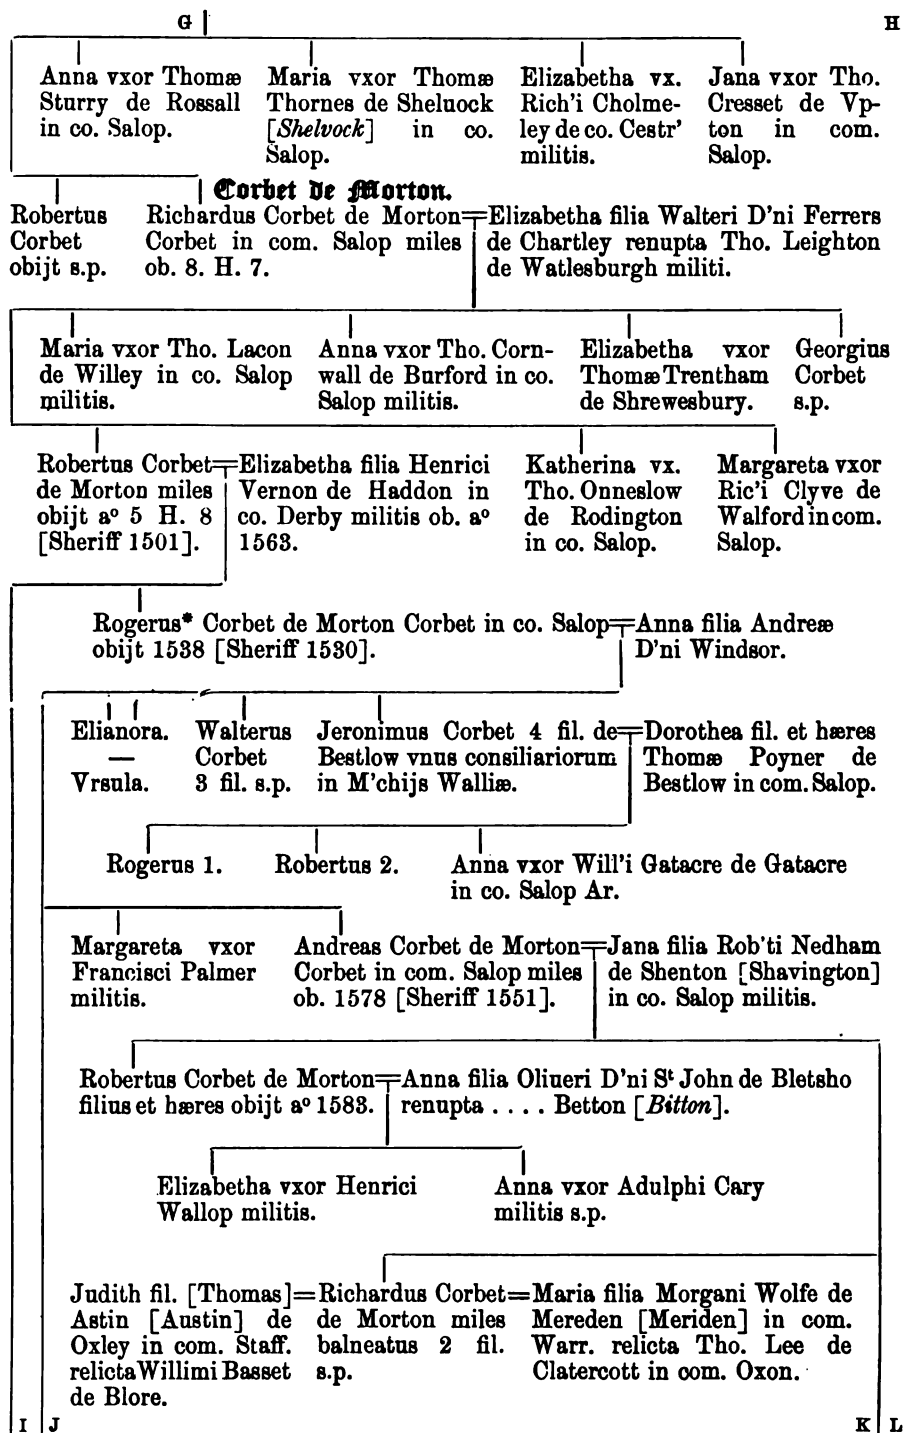 G H
Anna vxor Thomæ
Sturry de Rossall
in co. Salop.
Maria vxor Thomæ
Thornes de Sheluock
[Shelvock] in co.
Salop.
Elizabetha vx.
Rich'i Cholme-
ley de co. Cestr'
militis.
Jana vxor Tho.
Cresset de Vp-
ton in com.
Salop.
Corbet de Morton.
Robertus
Corbet
obijt s.p.
Richardus Corbet de Morton
Corbet in com. Salop miles
ob. 8. H. 7.
Elizabetha filia Walteri D'ni Ferrers
de Chartley renupta Tho. Leighton
de Watlesburgh militi.
Maria vxor Tho. Lacon
de Willey in co. Salop
militis.
Anna vxor Tho. Corn-
wall de Burford in co.
Salop militis.
Elizabetha vxor
Thomæ Trentham
de Shrewesbury.
Georgius
Corbet
s.p.
Robertus Corbet
de Morton miles
obijt aº 5 H. 8
[Sheriff 1501].
Elizabetha filia Henrici
Vernon de Haddon in
co. Derby militis ob. aº
1563.
Katherina vx.
Tho. Onneslow
de Rodington
in co. Salop.
Margareta vxor
Ric'i Clyve de
Walford in com.
Salop.
Rogerus* Corbet de Morton Corbet in co. Salop
obijt 1538 [Sheriff 1530].
Anna filia Andreæ
D'ni Windsor.
Elianora.
—
Vrsula.
Walterus
Corbet
3 fil. s.p.
Jeronimus Corbet 4 fil. de
Bestlow vnus consiliariorum
in M'chijs Walliæ.
Dorothea fil. et hæres
Thomæ Poyner de
Bestlow in com. Salop.
Rogerus 1.
Robertus 2.
Anna vxor Will'i Gatacre de Gatacre
in co. Salop Ar.
Margareta vxor
Francisci Palmer
militis.
Andreas Corbet de Morton
Corbet in com. Salop miles
ob. 1578 [Sheriff 1551].
Jana filia Rob'ti Nedham
de Shenton [Shavington]
in co. Salop militis.
Robertus Corbet de Morton
filius et hæres obijt aº 1583.
Anna filia Oliueri D'ni Sᵗ John de Bletsho
renupta .... Betton [Bitton].
Elizabetha vxor Henrici
Wallop militis.
Anna vxor Adulphi Cary
militis s.p.
Judith fil. [Thomas]=
Astin [Austin] de
Oxley in com. Staff.
relicta Willimi Basset
de Blore.
Richardus Corbet=
de Morton miles
balneatus 2 fil.
s.p.
Maria filia Morgani Wolfe de
Mereden [Meriden] in com.
Warr. relicta Tho. Lee de
Clatercott in com. Oxon.
I J K L